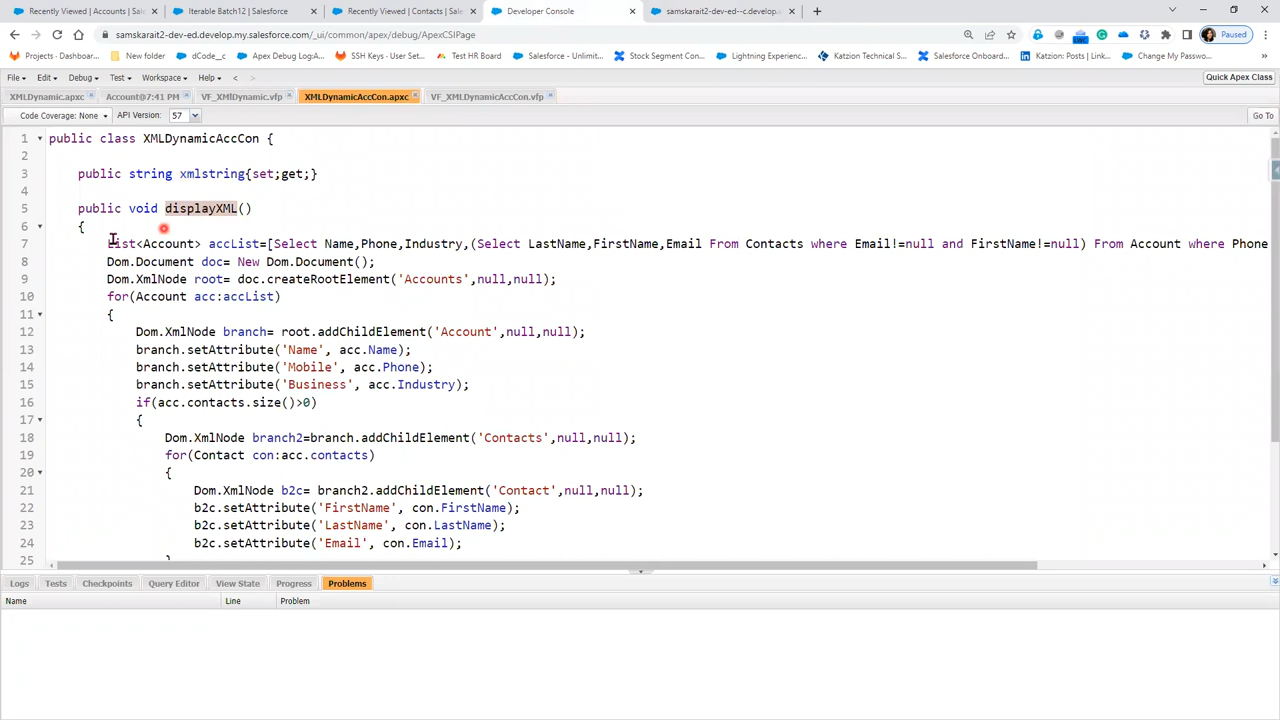 Recently Viewed | Accounts | Sal
Iterable Batch12 | Salesforce
Recently Viewed | Contacts | Sale
Developer Console
samskarait2-dev-ed--c.develop.
samskarait2-dev-ed.develop.my.salesforce.com/_ui/common/apex/debug/ApexCSIPage
Paused
Projects - Dashboar...
New folder
dCode_c
Apex Debug Log:A...
SSH Keys · User Set...
Test HR Board
Salesforce - Unlimit...
Stock Segment Con...
Lightning Experienc...
Katzion Technical S...
Salesforce Onboard...
Katzion: Posts | Link...
Change My Passwo...
»
File
Edit
Debug
Test
Workspace
Help
<
>
Quick Apex Class
XMLDynamic.apxc
Account@7:41 PM
VF_XMlDynamic.vfp
XMLDynamicAccCon.apxc
VF_XMLDynamicAccCon.vfp
Code Coverage: None
API Version:
57
Go To
1 public class XMLDynamicAccCon {
2
3 public string xmlstring{set;get;}
4
5 public void displayXML()
6 {
7 List<Account> accList=[Select Name,Phone,Industry,(Select LastName,FirstName,Email From Contacts where Email!=null and FirstName!=null) From Account where Phone
8 Dom.Document doc= New Dom.Document();
9 Dom.XmlNode root= doc.createRootElement('Accounts',null,null);
10 for(Account acc:accList)
11 {
12 Dom.XmlNode branch= root.addChildElement('Account',null,null);
13 branch.setAttribute('Name', acc.Name);
14 branch.setAttribute('Mobile', acc.Phone);
15 branch.setAttribute('Business', acc.Industry);
16 if(acc.contacts.size()>0)
17 {
18 Dom.XmlNode branch2=branch.addChildElement('Contacts',null,null);
19 for(Contact con:acc.contacts)
20 {
21 Dom.XmlNode b2c= branch2.addChildElement('Contact',null,null);
22 b2c.setAttribute('FirstName', con.FirstName);
23 b2c.setAttribute('LastName', con.LastName);
24 b2c.setAttribute('Email', con.Email);
25 }
Logs
Tests
Checkpoints
Query Editor
View State
Progress
Problems
Name
Line
Problem